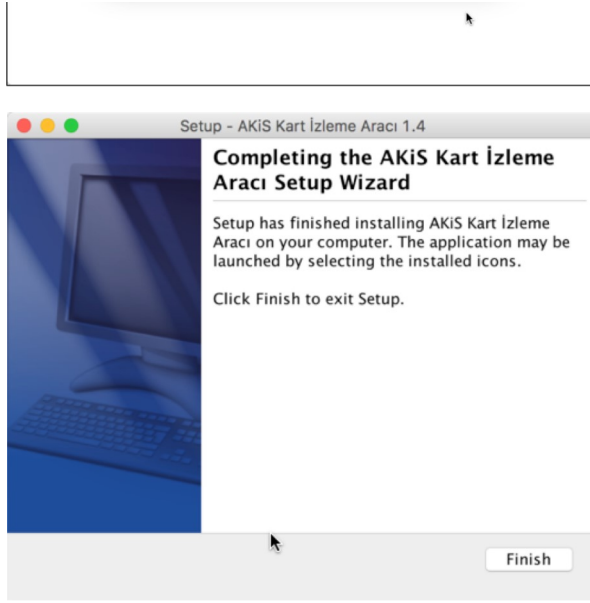 Setup - AKiS Kart İzleme Aracı 1.4
Completing the AKiS Kart İzleme
Aracı Setup Wizard
Setup has finished installing AKiS Kart İzleme
Aracı on your computer. The application may be
launched by selecting the installed icons.
Click Finish to exit Setup.
Finish